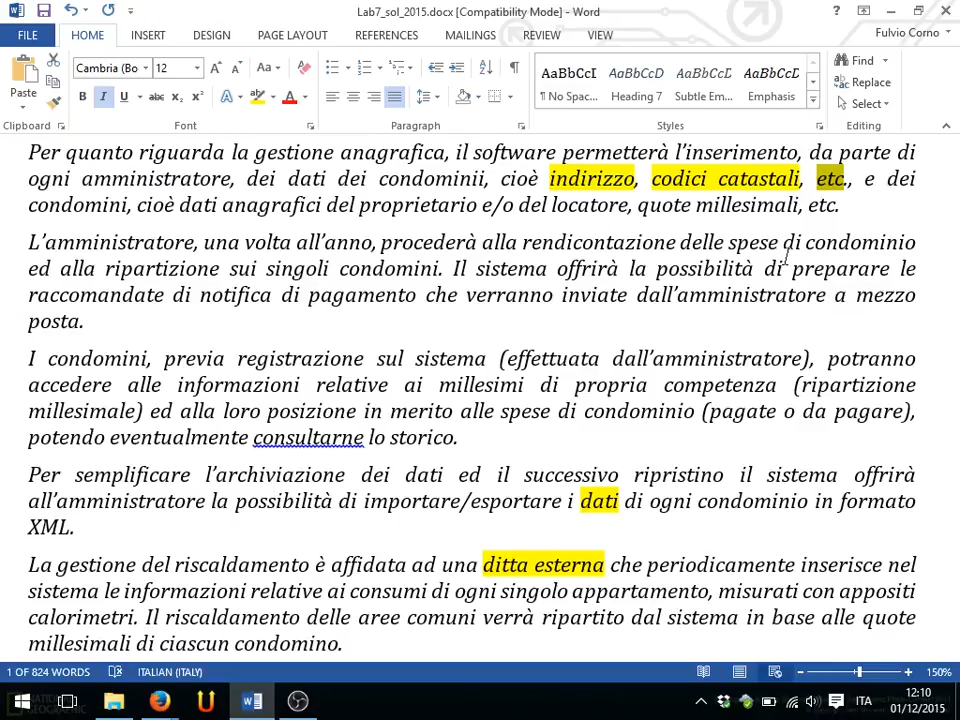 Lab7_sol_2015.docx [Compatibility Mode] - Word
FILE HOME INSERT DESIGN PAGE LAYOUT REFERENCES MAILINGS REVIEW VIEW Fulvio Corno
Cambria (Bo 12 Aa
Paste
B I U abc x₂ x² A A
AaBbCcI AaBbCcD AaBbCcD AaBbCcD
¶ No Spac... Heading 7 Subtle Em... Emphasis
Find
Replace
Select
Clipboard Font Paragraph Styles Editing
Per quanto riguarda la gestione anagrafica, il software permetterà l'inserimento, da parte di
ogni amministratore, dei dati dei condominii, cioè indirizzo, codici catastali, etc., e dei
condomini, cioè dati anagrafici del proprietario e/o del locatore, quote millesimali, etc.
L'amministratore, una volta all'anno, procederà alla rendicontazione delle spese di condominio
ed alla ripartizione sui singoli condomini. Il sistema offrirà la possibilità di preparare le
raccomandate di notifica di pagamento che verranno inviate dall'amministratore a mezzo
posta.
I condomini, previa registrazione sul sistema (effettuata dall'amministratore), potranno
accedere alle informazioni relative ai millesimi di propria competenza (ripartizione
millesimale) ed alla loro posizione in merito alle spese di condominio (pagate o da pagare),
potendo eventualmente consultarne lo storico.
Per semplificare l'archiviazione dei dati ed il successivo ripristino il sistema offrirà
all'amministratore la possibilità di importare/esportare i dati di ogni condominio in formato
XML.
La gestione del riscaldamento è affidata ad una ditta esterna che periodicamente inserisce nel
sistema le informazioni relative ai consumi di ogni singolo appartamento, misurati con appositi
calorimetri. Il riscaldamento delle aree comuni verrà ripartito dal sistema in base alle quote
millesimali di ciascun condomino.
1 OF 824 WORDS ITALIAN (ITALY) 150%
ITA
12:10
01/12/2015